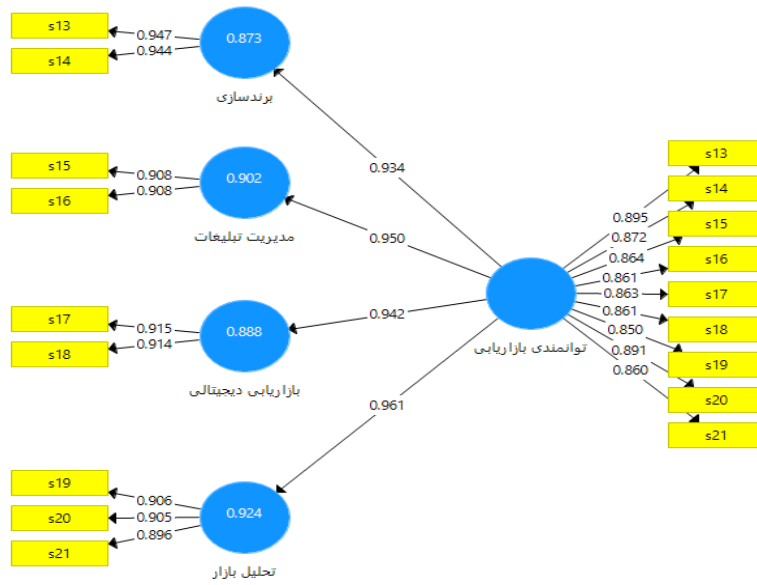 s13
s14
0.947
0.944
0.873
برندسازی
s15
s16
0.908
0.908
0.902
مدیریت تبلیغات
s17
s18
0.915
0.914
0.888
بازاریابی دیجیتالی
s19
s20
s21
0.906
0.905
0.896
0.924
تحلیل بازار
0.934
0.950
0.942
0.961
توانمندی بازاریابی
0.895
0.872
0.864
0.861
0.863
0.861
0.850
0.891
0.860
s13
s14
s15
s16
s17
s18
s19
s20
s21